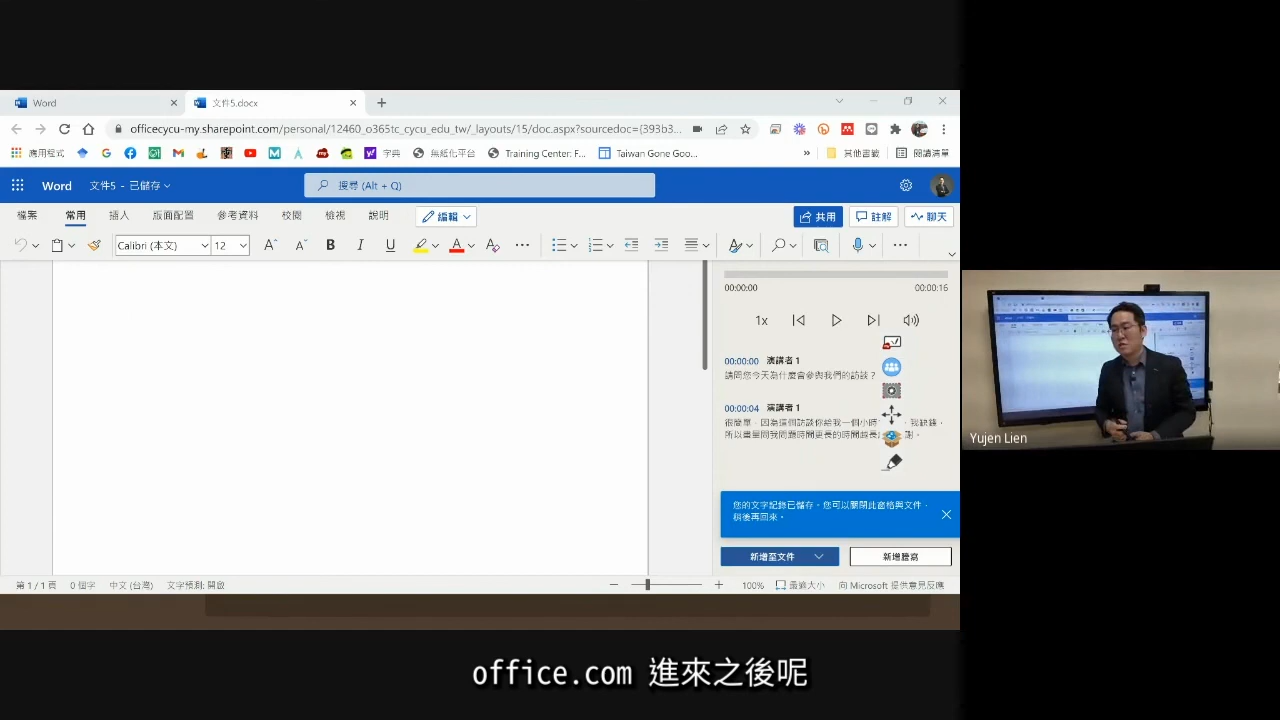 Word
文件5.docx
officecycu-my.sharepoint.com/personal/12460_o365tc_cycu_edu_tw/_layouts/15/doc.aspx?sourcedoc={393b3...
應用程式
字典
無紙化平台
Training Center: F...
Taiwan Gone Goo...
»
其他書籤
閱讀清單
Word
文件5 - 已儲存
搜尋 (Alt + Q)
檔案 常用 插入 版面配置 參考資料 校閱 檢視 說明 編輯 共用 註解 聊天
Calibri (本文) 12
00:00:00 00:00:16
1x
00:00:00 演講者 1
請問您今天為什麼會參與我們的訪談？
00:00:04 演講者 1
很簡單，因為這個訪談你給我一個小時
所以盡量問我問題時間更長的時間越長
您的文字記錄已儲存。您可以關閉此窗格與文件，
稍後再回來。
新增至文件 新增聽寫
第 1 / 1 頁 0 個字 中文 (台灣) 文字預測: 開啟 100% 最適大小 向 Microsoft 提供意見反應
Yujen Lien
office.com 進來之後呢